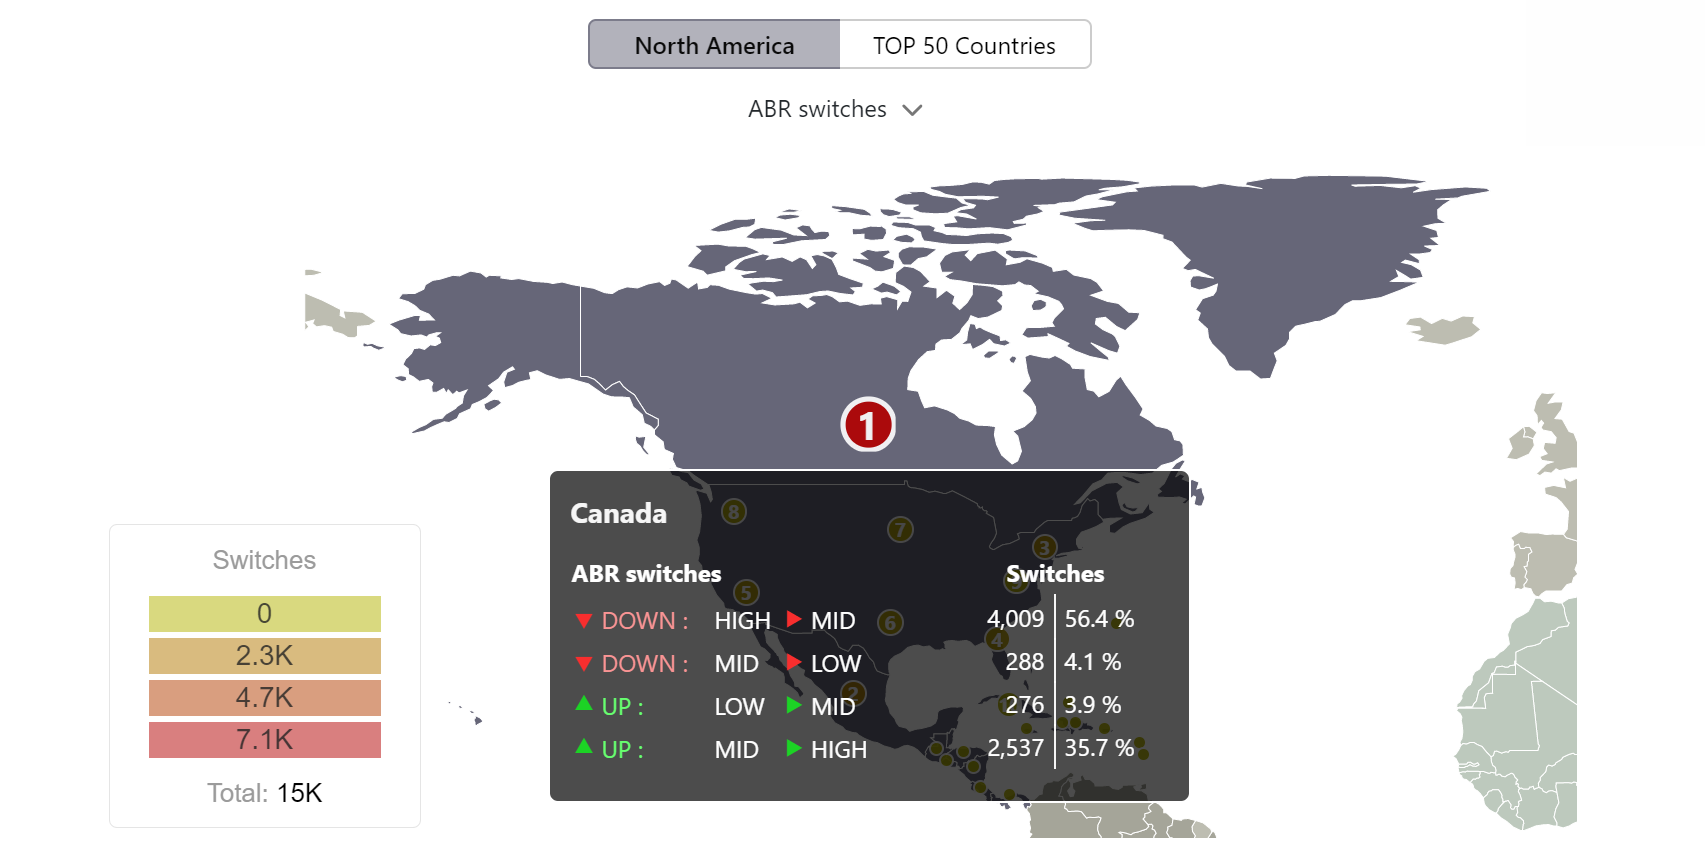 North America
TOP 50 Countries
ABR switches
1
Canada
ABR switches Switches
DOWN : HIGH MID 4,009 56.4 %
DOWN : MID LOW 288 4.1 %
UP : LOW MID 276 3.9 %
UP : MID HIGH 2,537 35.7 %
8
7
3
5
6
4
2
Switches
0
2.3K
4.7K
7.1K
Total: 15K